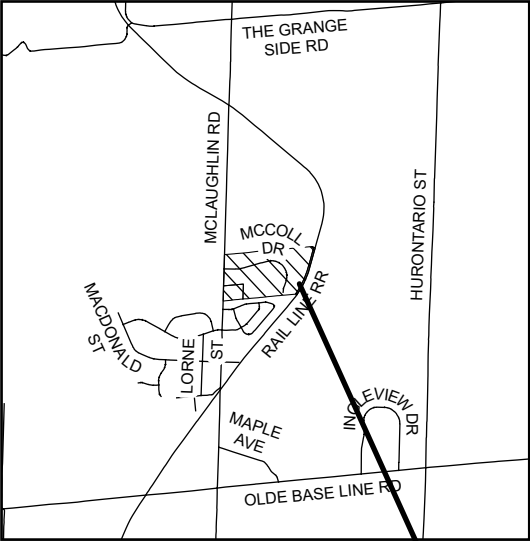 THE GRANGE
SIDE RD
MCLAUGHLIN RD
HURONTARIO ST
MCCOLL
DR
RAIL LINE RR
MACDONALD
ST
LORNE
ST
INGLEVIEW DR
MAPLE
AVE
OLDE BASE LINE RD